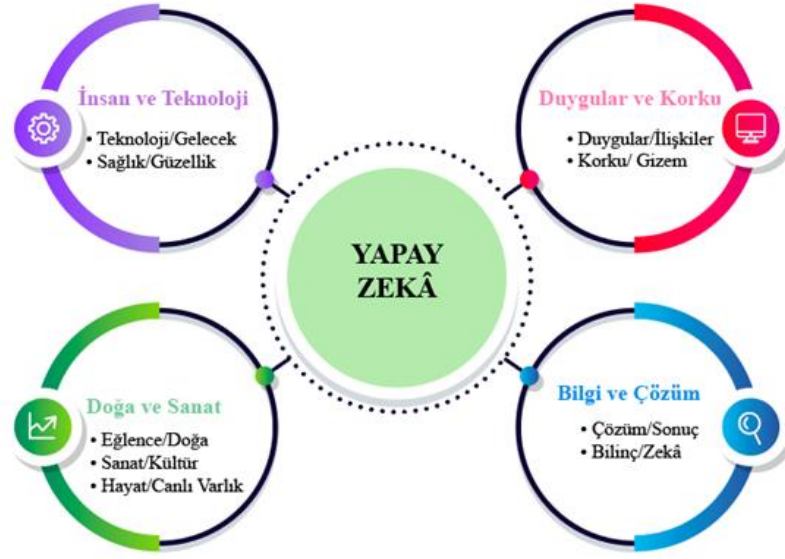 İnsan ve Teknoloji
• Teknoloji/Gelecek
• Sağlık/Güzellik
Duygular ve Korku
• Duygular/İlişkiler
• Korku/ Gizem
YAPAY
ZEKÂ
Doğa ve Sanat
• Eğlence/Doğa
• Sanat/Kültür
• Hayat/Canlı Varlık
Bilgi ve Çözüm
• Çözüm/Sonuç
• Bilinç/Zekâ